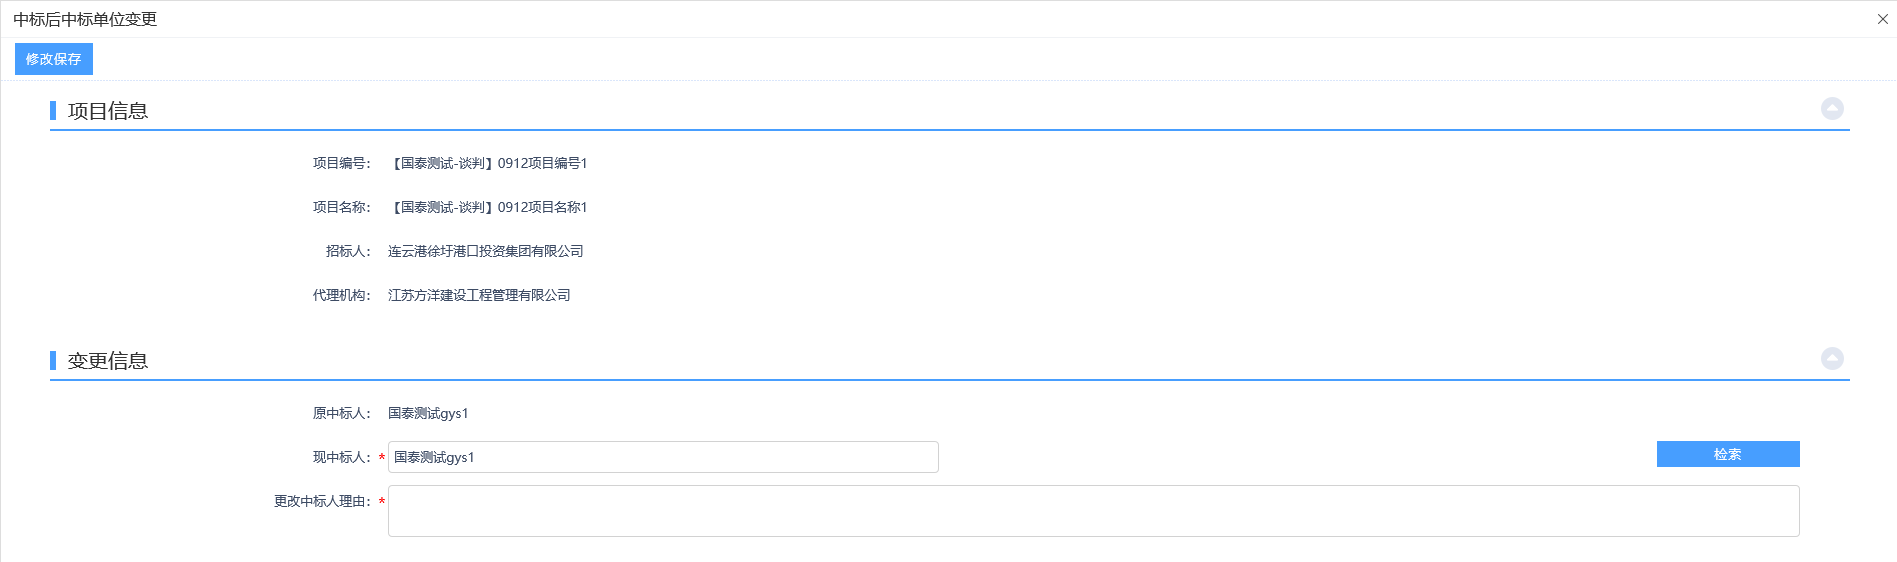 中标后中标单位变更
修改保存
项目信息
项目编号： 【国泰测试-谈判】0912项目编号1
项目名称： 【国泰测试-谈判】0912项目名称1
招标人： 连云港徐圩港口投资集团有限公司
代理机构： 江苏方洋建设工程管理有限公司
变更信息
原中标人： 国泰测试gys1
现中标人：* 国泰测试gys1 检索
更改中标人理由：*